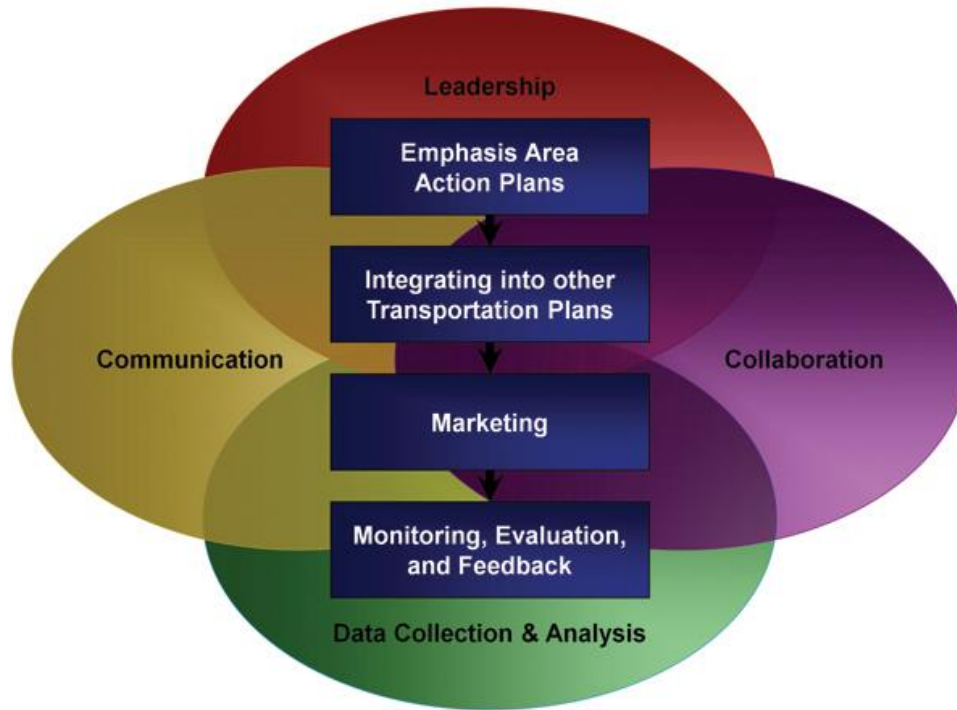 Leadership
Emphasis Area
Action Plans
Integrating into other
Transportation Plans
Communication
Collaboration
Marketing
Monitoring, Evaluation,
and Feedback
Data Collection & Analysis